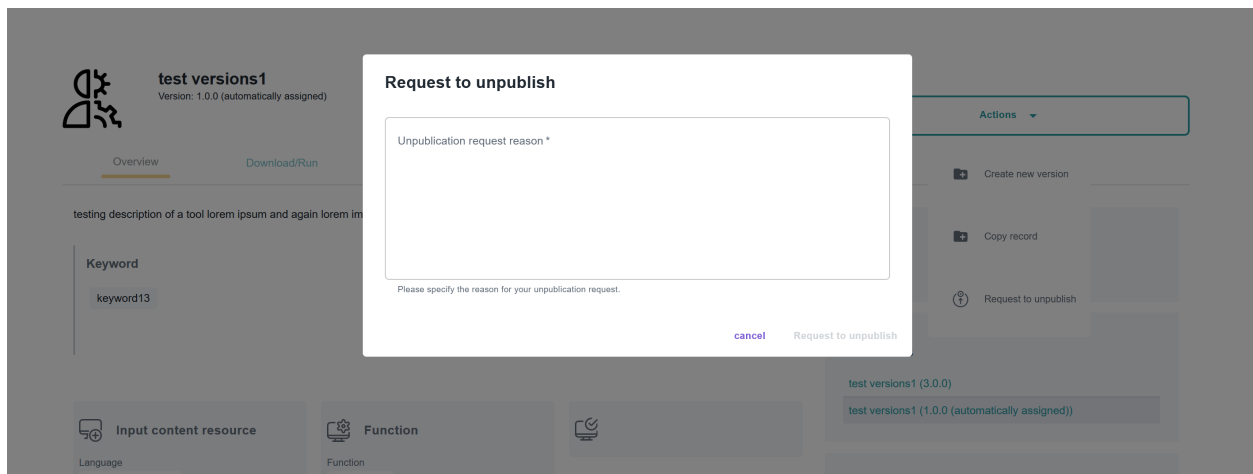 test versions1
Version: 1.0.0 (automatically assigned)
Overview
Download/Run
testing description of a tool lorem ipsum and again lorem im
Keyword
keyword13
Request to unpublish
Unpublication request reason *
Please specify the reason for your unpublication request.
cancel
Request to unpublish
Actions
Create new version
Copy record
Request to unpublish
test versions1 (3.0.0)
test versions1 (1.0.0 (automatically assigned))
Input content resource
Language
Function
Function